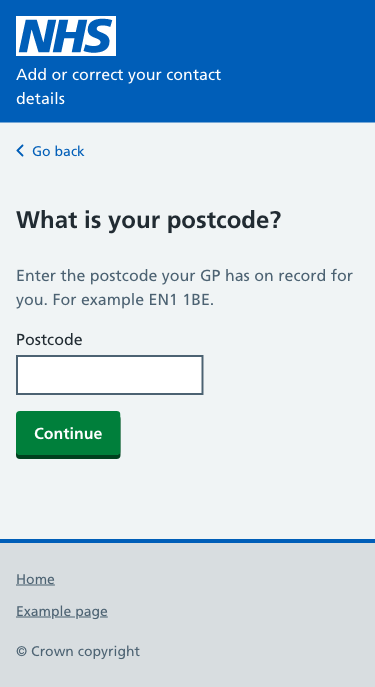 NHS
Add or correct your contact
details
Go back
What is your postcode?
Enter the postcode your GP has on record for
you. For example EN1 1BE.
Postcode
Continue
Home
Example page
© Crown copyright